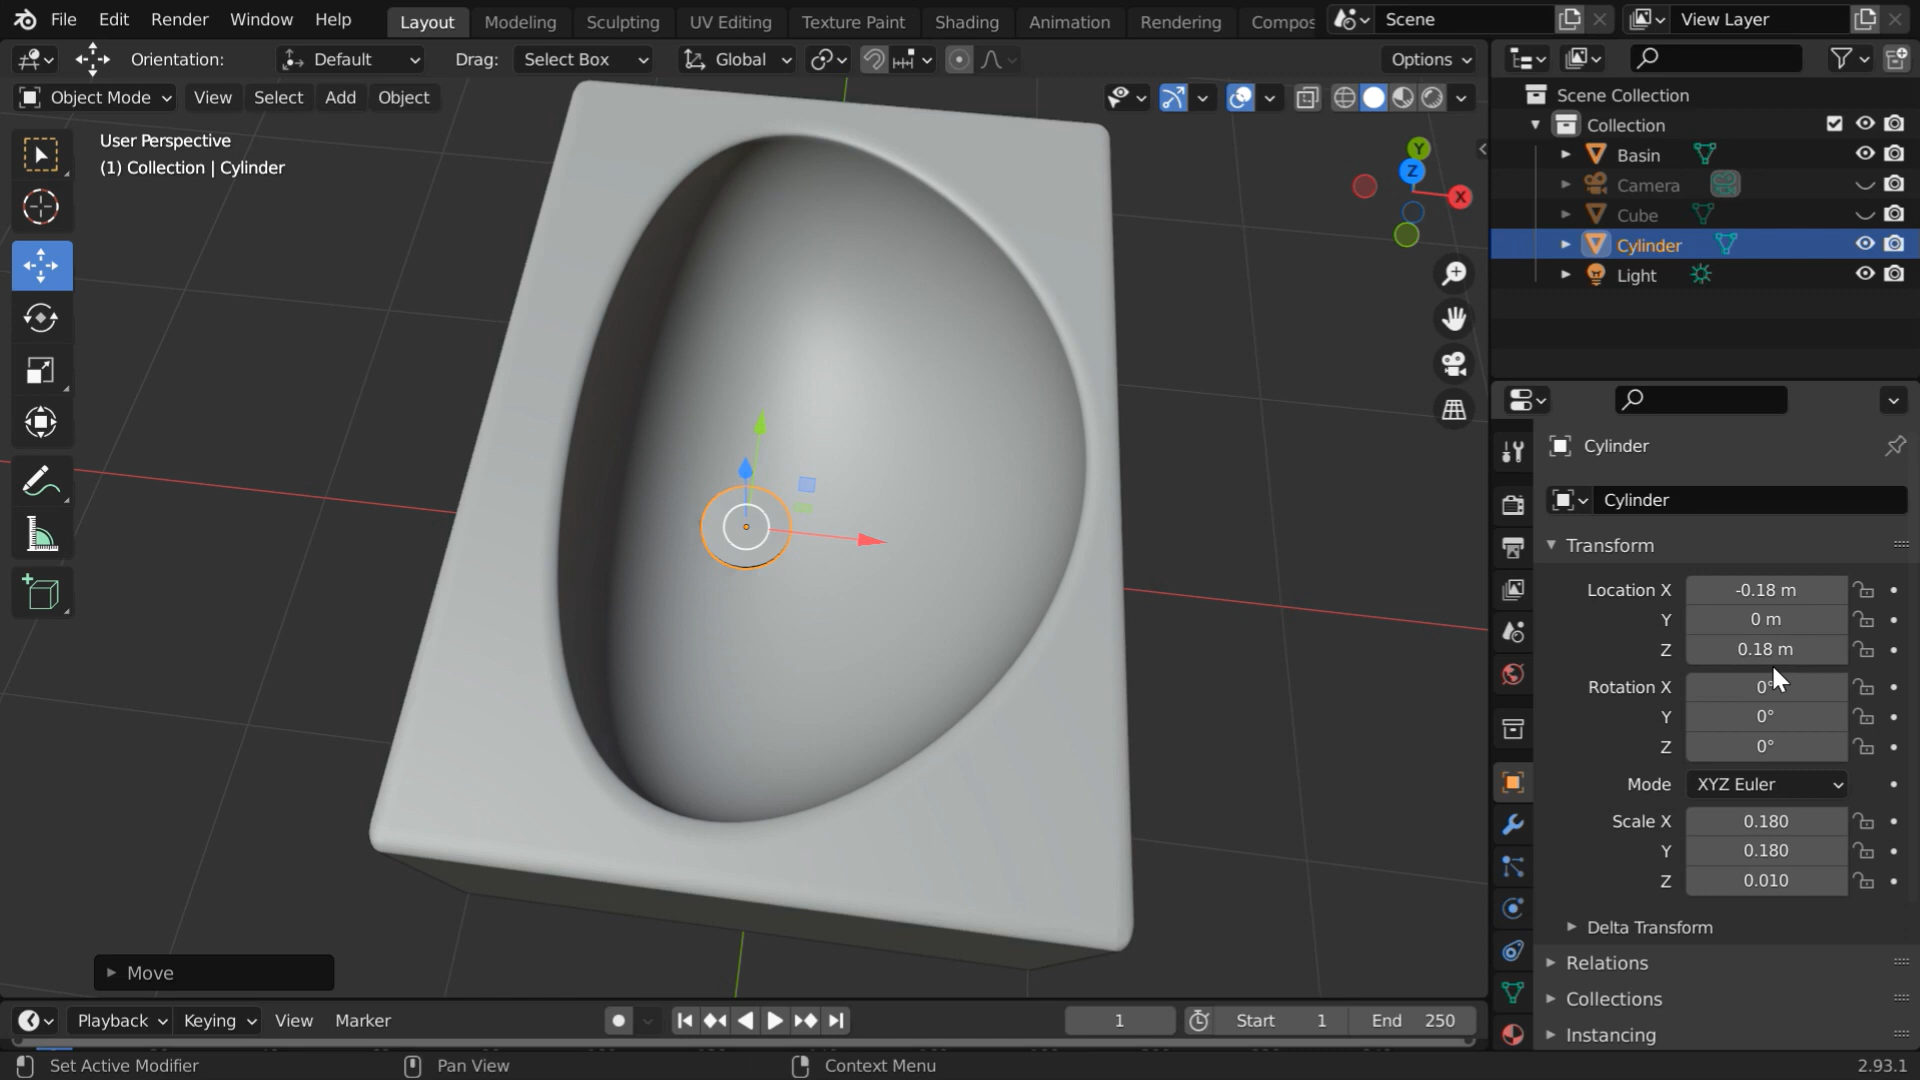 File Edit Render Window Help Layout Modeling Sculpting UV Editing Texture Paint Shading Animation Rendering Compos Scene View Layer
Orientation: Default Drag: Select Box Global Options
Object Mode View Select Add Object
User Perspective
(1) Collection | Cylinder
Y
Z
X
Scene Collection
Collection
Basin
Camera
Cube
Cylinder
Light
Cylinder
Cylinder
Transform
Location X -0.18 m
Y 0 m
Z 0.18 m
Rotation X 0°
Y 0°
Z 0°
Mode XYZ Euler
Scale X 0.180
Y 0.180
Z 0.010
Delta Transform
Relations
Collections
Instancing
Move
Playback Keying View Marker 1 Start 1 End 250
Set Active Modifier Pan View Context Menu 2.93.1